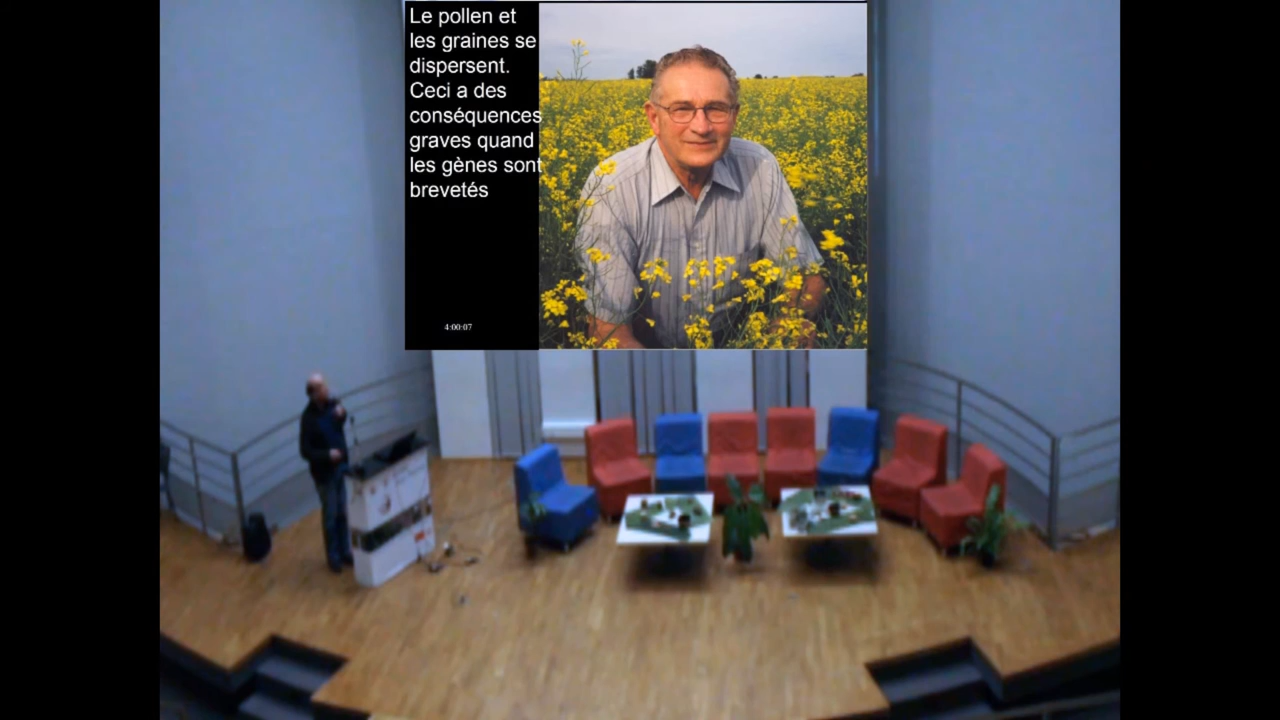 Le pollen et
les graines se
dispersent.
Ceci a des
conséquences
graves quand
les gènes sont
brevetés
4:00:07